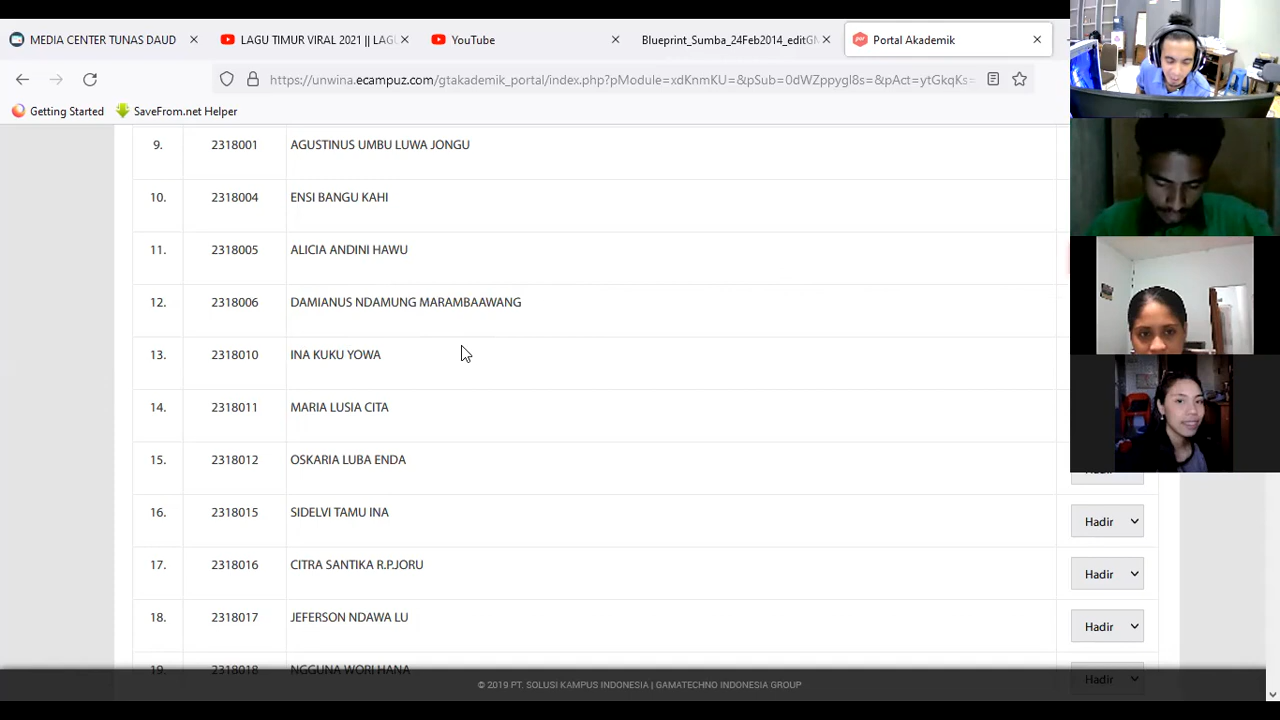 MEDIA CENTER TUNAS DAUD
LAGU TIMUR VIRAL 2021 || LAG
YouTube
Blueprint_Sumba_24Feb2014_edit
Portal Akademik
https://unwina.ecampuz.com/gtakademik_portal/index.php?pModule=xdKnmKU=&pSub=0dWZppygl8s=&pAct=ytGkqKs=
Getting Started
SaveFrom.net Helper
9. 2318001 AGUSTINUS UMBU LUWA JONGU
10. 2318004 ENSI BANGU KAHI
11. 2318005 ALICIA ANDINI HAWU
12. 2318006 DAMIANUS NDAMUNG MARAMBAAWANG
13. 2318010 INA KUKU YOWA
14. 2318011 MARIA LUSIA CITA
15. 2318012 OSKARIA LUBA ENDA
16. 2318015 SIDELVI TAMU INA Hadir
17. 2318016 CITRA SANTIKA R.P.JORU Hadir
18. 2318017 JEFERSON NDAWA LU Hadir
19. 2318018 NGGUNA WORI HANA Hadir
© 2019 PT. SOLUSI KAMPUS INDONESIA | GAMATECHNO INDONESIA GROUP